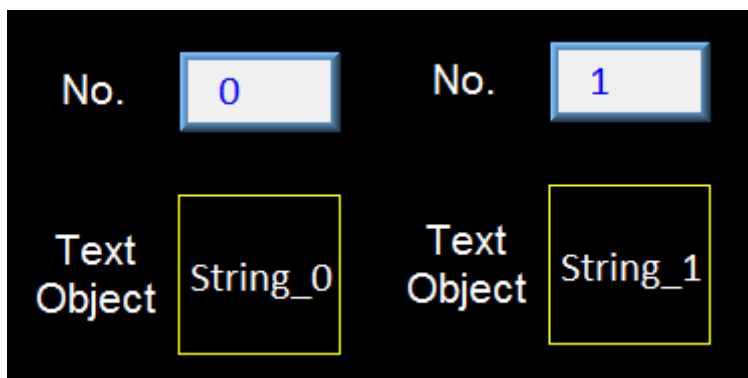 No. 0
No. 1
Text
Object
String_0
Text
Object
String_1